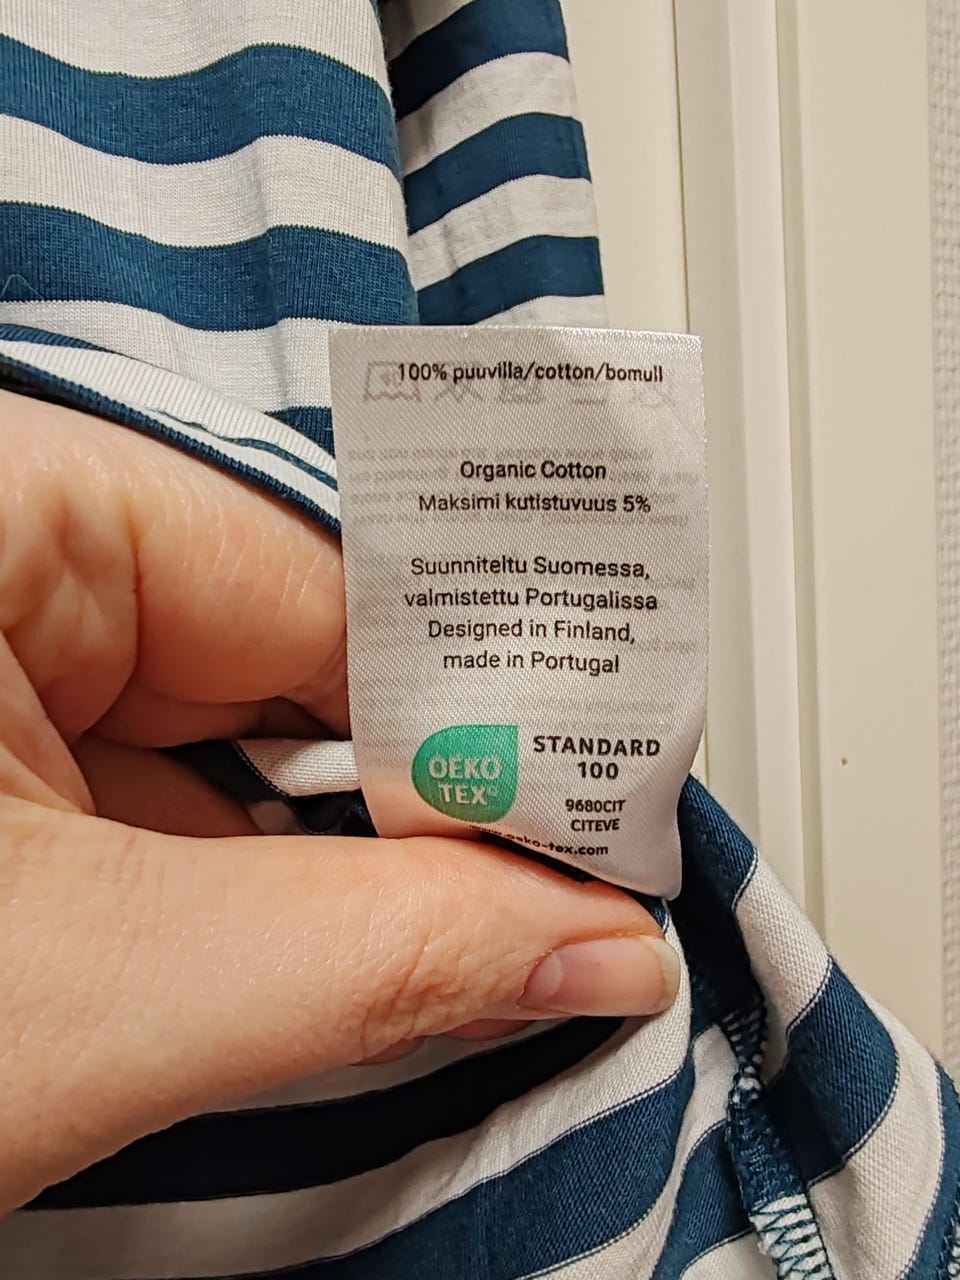 100% puuvilla/cotton/bomull
Organic Cotton
Maksimi kutistuvuus 5%
Suunniteltu Suomessa,
valmistettu Portugalissa
Designed in Finland,
made in Portugal
OEKO
TEX®
STANDARD
100
9680CIT
CITEVE
oeko-tex.com